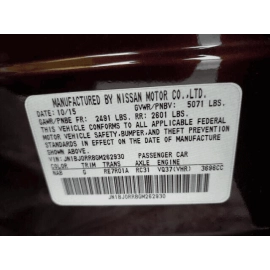 MANUFACTURED BY NISSAN MOTOR CO.,LTD.
DATE: 10/15 GVWR/PNBV: 5071 LBS.
GAWR/PNBE FR: 2491 LBS. RR: 2601 LBS.
THIS VEHICLE CONFORMS TO ALL APPLICABLE FEDERAL
MOTOR VEHICLE SAFETY, BUMPER, AND THEFT PREVENTION
STANDARDS IN EFFECT ON THE DATE OF MANUFACTURE
SHOWN ABOVE.
VIN: JN1BJ0RR8GM262930 PASSENGER CAR
COLOR TRIM TRANS AXLE ENGINE
NAB G RE7R01A RC31 VQ37(VHR) 3696CC